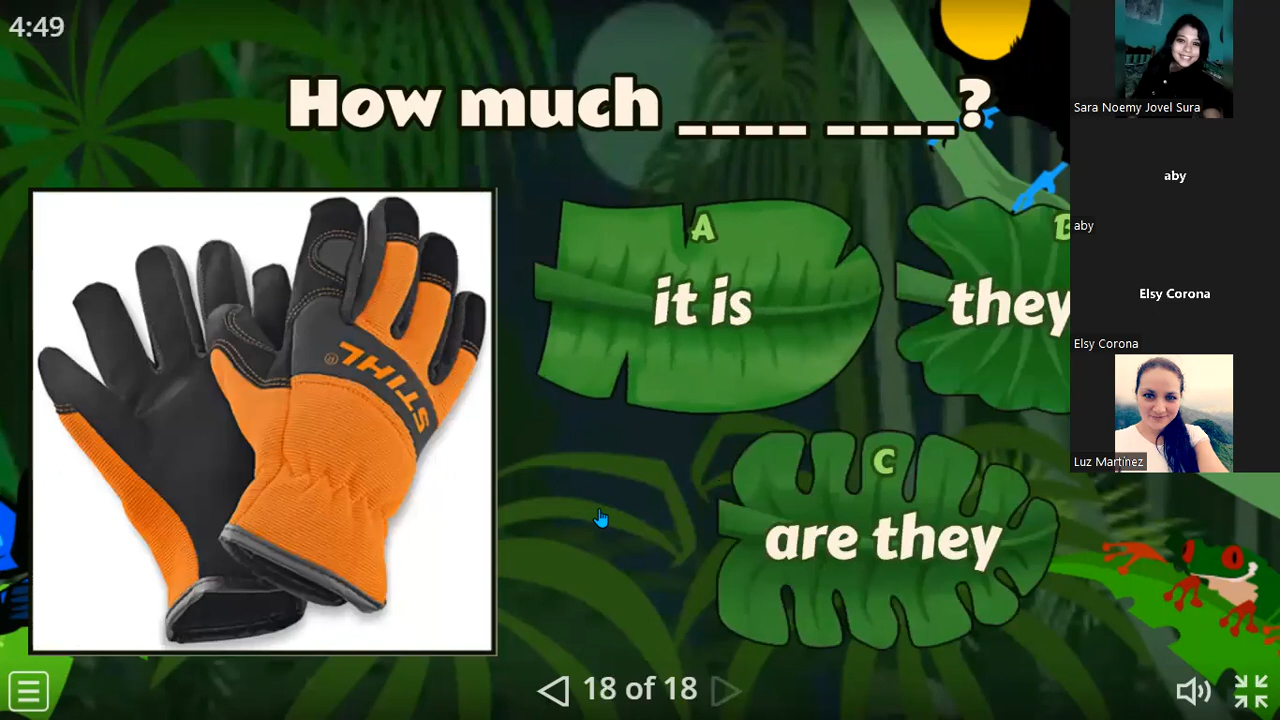 4:49
How much ____ ____?
Sara Noemy Jovel Sura
aby
aby
Elsy Corona
Elsy Corona
Luz Martinez
STIHL®
A
it is
they
C
are they
18 of 18